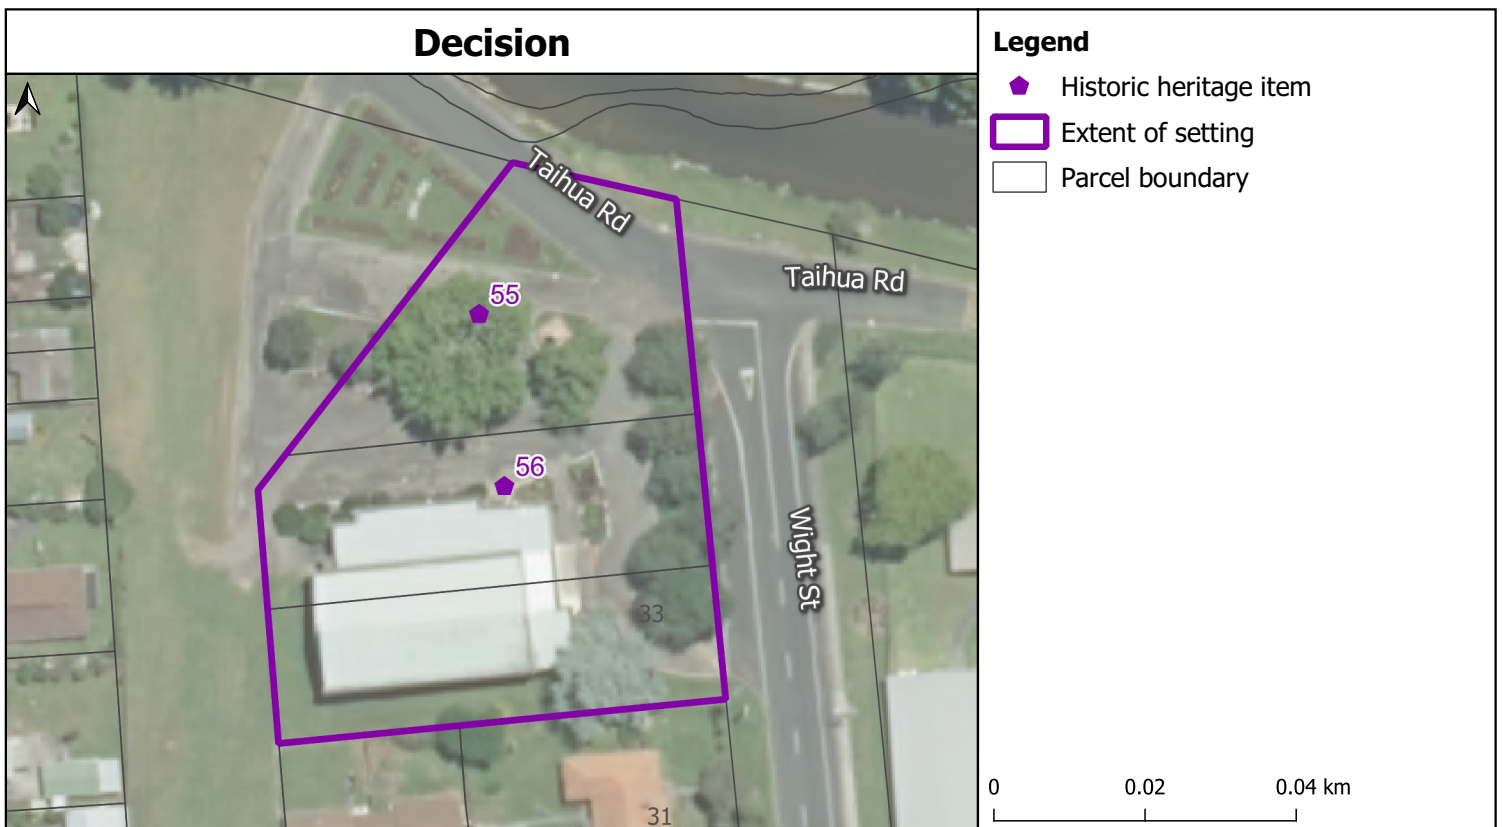 Decision
Legend
Historic heritage item
Extent of setting
Parcel boundary
Taihua Rd
Taihua Rd
55
56
Wight St
33
31
0 0.02 0.04 km